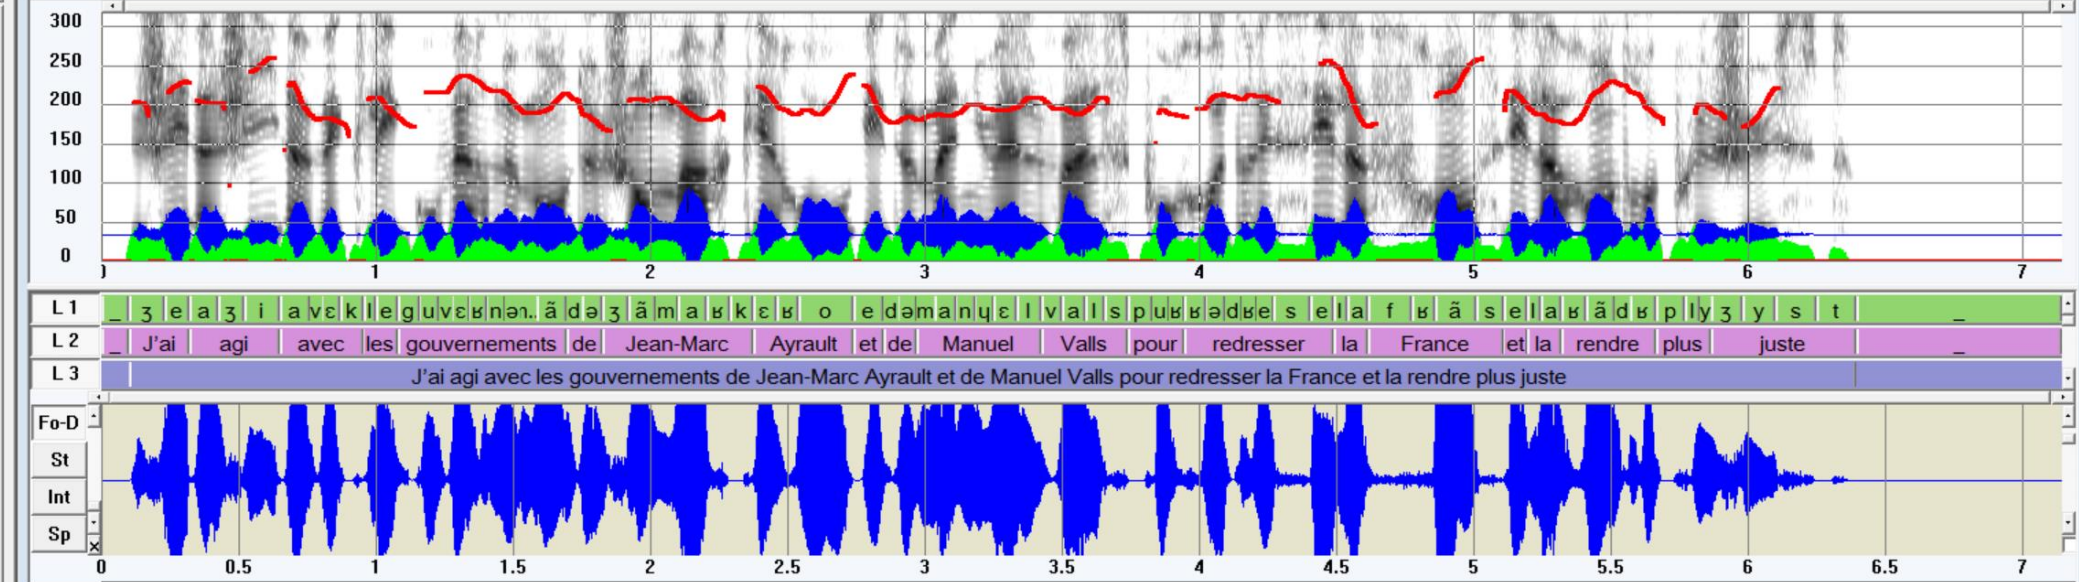 300
250
200
150
100
50
0
0 1 2 3 4 5 6 7
L 1 _ ʒ e a ʒ i a v ɛ k l e g u v ɛ ʁ n ə n.. ã d ə ʒ ã m a ʁ k ɛ ʁ o e d ə m a n ɥ ɛ l v a l s p u ʁ ʁ ə d ʁ e s e l a f ʁ ã s e l a ʁ ã d ʁ p l y ʒ y s t _
L 2 _ J'ai agi avec les gouvernements de Jean-Marc Ayrault et de Manuel Valls pour redresser la France et la rendre plus juste _
L 3 J'ai agi avec les gouvernements de Jean-Marc Ayrault et de Manuel Valls pour redresser la France et la rendre plus juste
Fo-D
St
Int
Sp
0 0.5 1 1.5 2 2.5 3 3.5 4 4.5 5 5.5 6 6.5 7